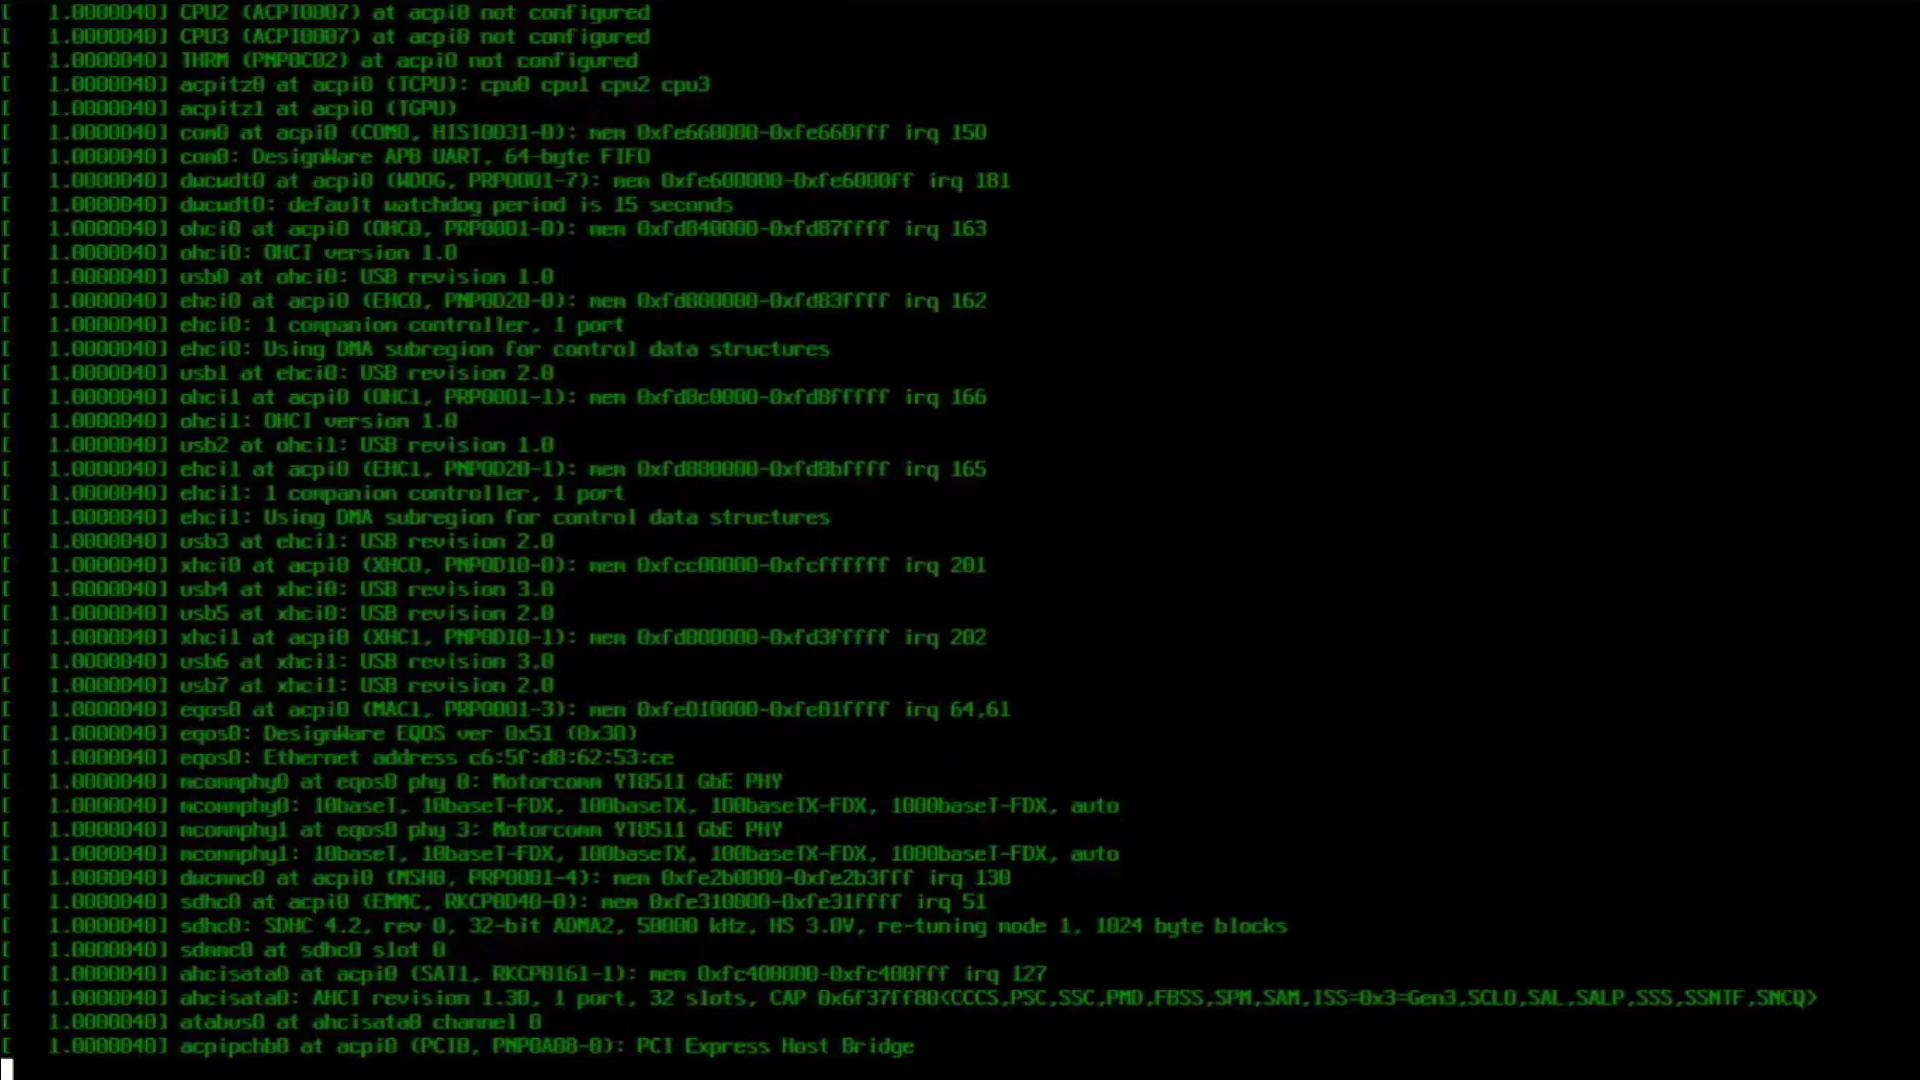 [   1.0000040] CPU2 (ACPI0007) at acpi0 not configured
[   1.0000040] CPU3 (ACPI0007) at acpi0 not configured
[   1.0000040] THRM (PNP0C02) at acpi0 not configured
[   1.0000040] acpitz0 at acpi0 (TCPU): cpu0 cpu1 cpu2 cpu3
[   1.0000040] acpitz1 at acpi0 (TGPU)
[   1.0000040] com0 at acpi0 (COM0, HISI0031-0): mem 0xfe660000-0xfe660fff irq 150
[   1.0000040] com0: DesignWare APB UART, 64-byte FIFO
[   1.0000040] dwcwdt0 at acpi0 (WDOG, PRP0001-7): mem 0xfe600000-0xfe6000ff irq 181
[   1.0000040] dwcwdt0: default watchdog period is 15 seconds
[   1.0000040] ohci0 at acpi0 (OHC0, PRP0001-0): mem 0xfd840000-0xfd87ffff irq 163
[   1.0000040] ohci0: OHCI version 1.0
[   1.0000040] usb0 at ohci0: USB revision 1.0
[   1.0000040] ehci0 at acpi0 (EHC0, PNP0D20-0): mem 0xfd800000-0xfd83ffff irq 162
[   1.0000040] ehci0: 1 companion controller, 1 port
[   1.0000040] ehci0: Using DMA subregion for control data structures
[   1.0000040] usb1 at ehci0: USB revision 2.0
[   1.0000040] ohci1 at acpi0 (OHC1, PRP0001-1): mem 0xfd8c0000-0xfd8fffff irq 166
[   1.0000040] ohci1: OHCI version 1.0
[   1.0000040] usb2 at ohci1: USB revision 1.0
[   1.0000040] ehci1 at acpi0 (EHC1, PNP0D20-1): mem 0xfd880000-0xfd8bffff irq 165
[   1.0000040] ehci1: 1 companion controller, 1 port
[   1.0000040] ehci1: Using DMA subregion for control data structures
[   1.0000040] usb3 at ehci1: USB revision 2.0
[   1.0000040] xhci0 at acpi0 (XHC0, PNP0D10-0): mem 0xfcc00000-0xfcffffff irq 201
[   1.0000040] usb4 at xhci0: USB revision 3.0
[   1.0000040] usb5 at xhci0: USB revision 2.0
[   1.0000040] xhci1 at acpi0 (XHC1, PNP0D10-1): mem 0xfd000000-0xfd3fffff irq 202
[   1.0000040] usb6 at xhci1: USB revision 3.0
[   1.0000040] usb7 at xhci1: USB revision 2.0
[   1.0000040] eqos0 at acpi0 (MAC1, PRP0001-3): mem 0xfe010000-0xfe01ffff irq 64,61
[   1.0000040] eqos0: DesignWare EQOS ver 0x51 (0x30)
[   1.0000040] eqos0: Ethernet address c6:5f:d8:62:53:ce
[   1.0000040] mcommphy0 at eqos0 phy 0: Motorcomm YT8511 GbE PHY
[   1.0000040] mcommphy0: 10baseT, 10baseT-FDX, 100baseTX, 100baseTX-FDX, 1000baseT-FDX, auto
[   1.0000040] mcommphy1 at eqos0 phy 3: Motorcomm YT8511 GbE PHY
[   1.0000040] mcommphy1: 10baseT, 10baseT-FDX, 100baseTX, 100baseTX-FDX, 1000baseT-FDX, auto
[   1.0000040] dwcmmc0 at acpi0 (MSH0, PRP0001-4): mem 0xfe2b0000-0xfe2b3fff irq 130
[   1.0000040] sdhc0 at acpi0 (EMMC, RKCP0D40-0): mem 0xfe310000-0xfe31ffff irq 51
[   1.0000040] sdhc0: SDHC 4.2, rev 0, 32-bit ADMA2, 50000 kHz, HS 3.0V, re-tuning mode 1, 1024 byte blocks
[   1.0000040] sdmmc0 at sdhc0 slot 0
[   1.0000040] ahcisata0 at acpi0 (SAT1, RKCP0161-1): mem 0xfc400000-0xfc400fff irq 127
[   1.0000040] ahcisata0: AHCI revision 1.30, 1 port, 32 slots, CAP 0x6f37ff80<CCCS,PSC,SSC,PMD,FBSS,SPM,SAM,ISS=0x3=Gen3,SCLO,SAL,SALP,SSS,SSNTF,SNCQ>
[   1.0000040] atabus0 at ahcisata0 channel 0
[   1.0000040] acpipchb0 at acpi0 (PCI0, PNP0A08-0): PCI Express Host Bridge